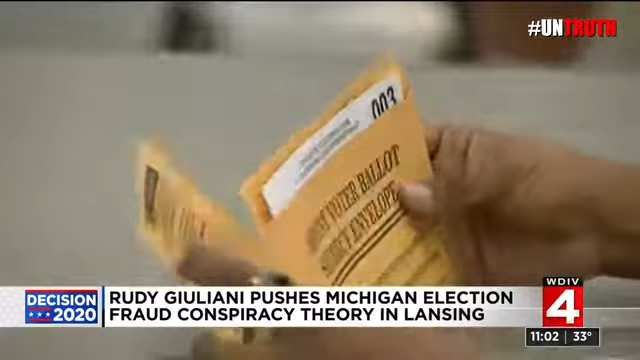 #UNTRUTH
003
VOTER BALLOT
SECRECY ENVELOPE
DECISION
2020
RUDY GIULIANI PUSHES MICHIGAN ELECTION
FRAUD CONSPIRACY THEORY IN LANSING
WDIV
4
11:02 33°